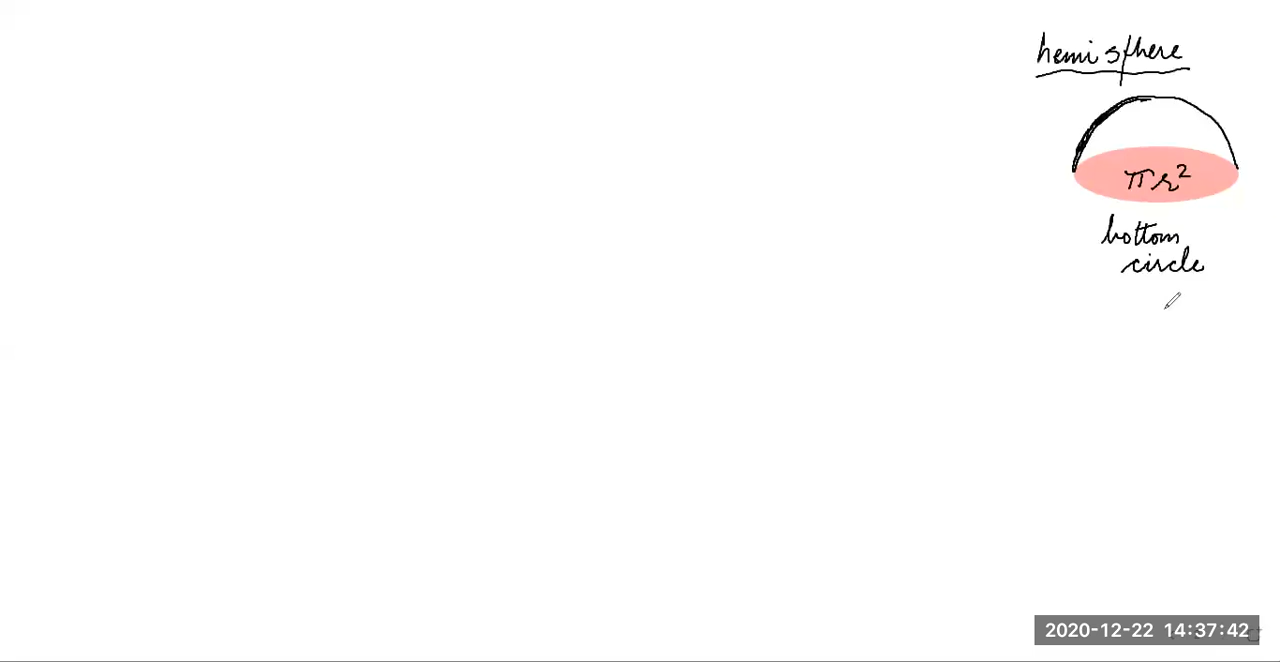 hemisphere
πr²
bottom
circle
2020-12-22 14:37:42